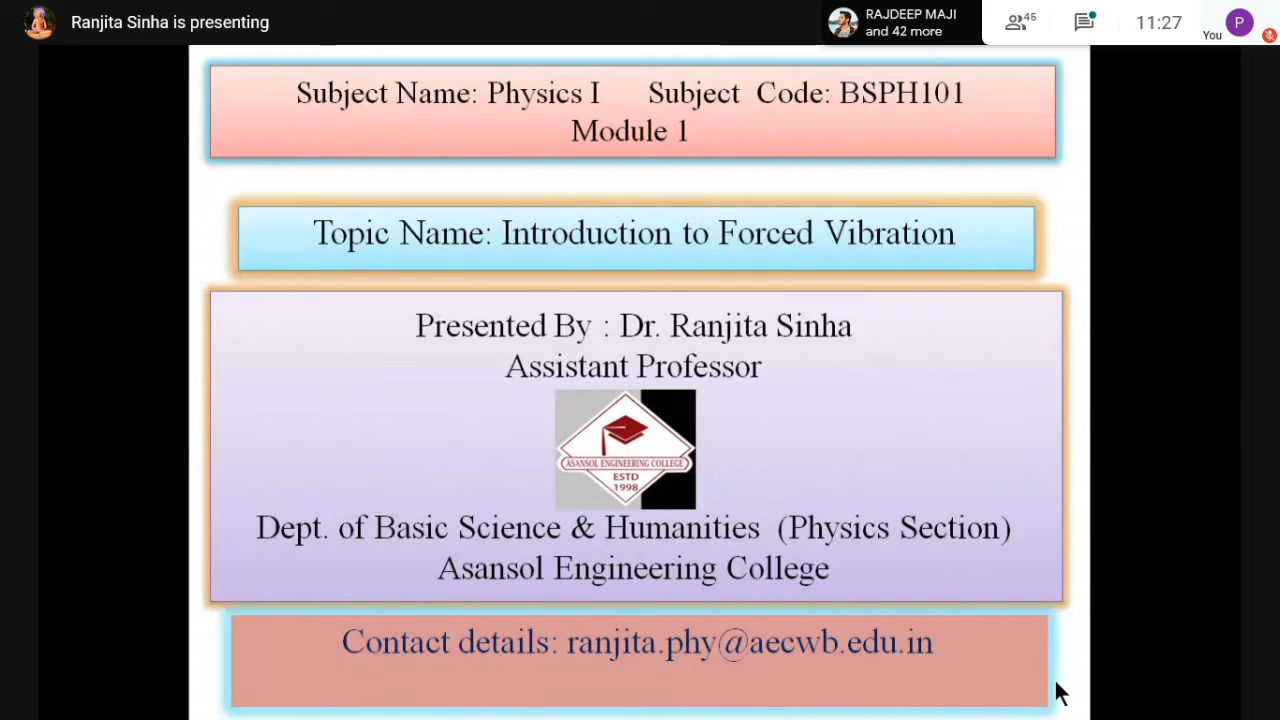 Ranjita Sinha is presenting
RAJDEEP MAJI
and 42 more
45
11:27
You
P
Subject Name: Physics I Subject Code: BSPH101
Module 1
Topic Name: Introduction to Forced Vibration
Presented By : Dr. Ranjita Sinha
Assistant Professor
ASANSOL ENGINEERING COLLEGE
ESTD
1998
Dept. of Basic Science & Humanities (Physics Section)
Asansol Engineering College
Contact details: ranjita.phy@aecwb.edu.in